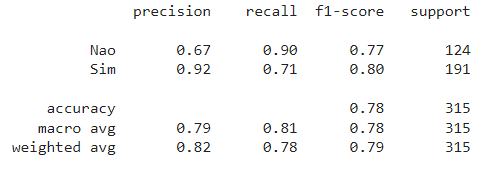 precision recall f1-score support
Nao 0.67 0.90 0.77 124
Sim 0.92 0.71 0.80 191
accuracy 0.78 315
macro avg 0.79 0.81 0.78 315
weighted avg 0.82 0.78 0.79 315